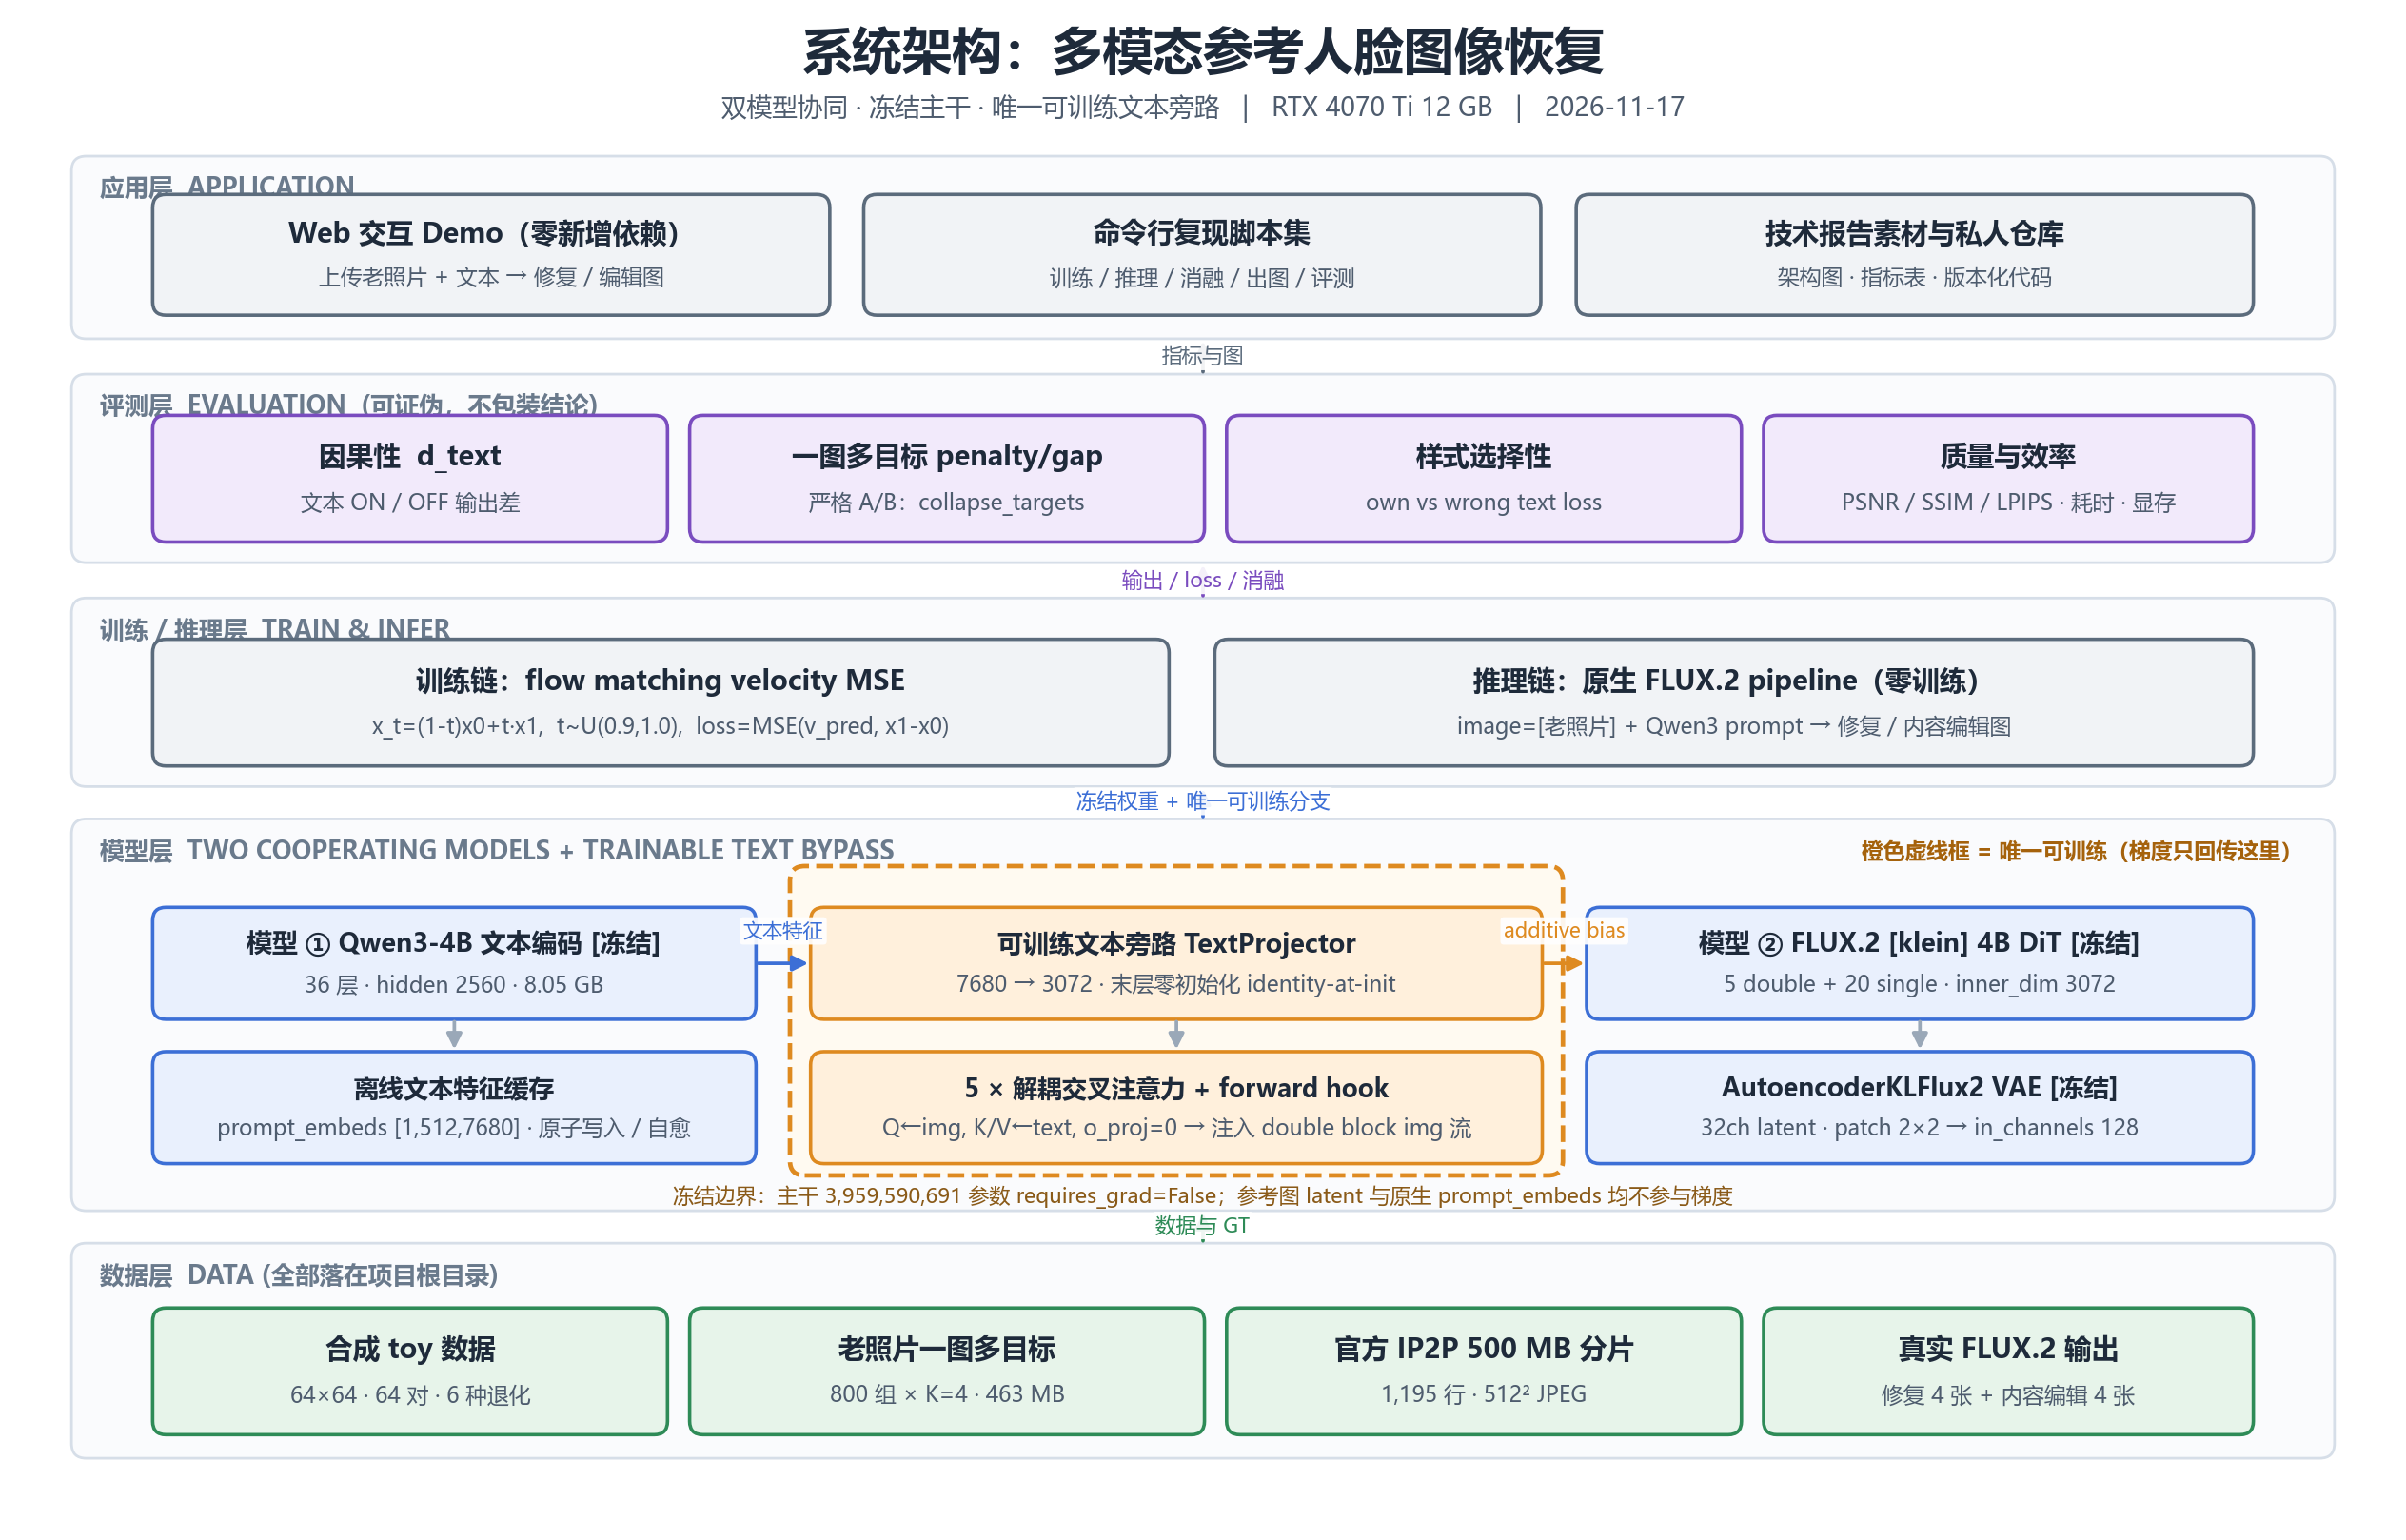 系统架构：多模态参考人脸图像恢复
双模型协同 · 冻结主干 · 唯一可训练文本旁路 | RTX 4070 Ti 12 GB | 2026-11-17
应用层 APPLICATION
Web 交互 Demo（零新增依赖）
上传老照片 + 文本 → 修复 / 编辑图
命令行复现脚本集
训练 / 推理 / 消融 / 出图 / 评测
技术报告素材与私人仓库
架构图 · 指标表 · 版本化代码
指标与图
评测层 EVALUATION（可证伪，不包装结论）
因果性 d_text
文本 ON / OFF 输出差
一图多目标 penalty/gap
严格 A/B：collapse_targets
样式选择性
own vs wrong text loss
质量与效率
PSNR / SSIM / LPIPS · 耗时 · 显存
输出 / loss / 消融
训练 / 推理层 TRAIN & INFER
训练链：flow matching velocity MSE
x_t=(1-t)x0+t·x1, t~U(0.9,1.0), loss=MSE(v_pred, x1-x0)
推理链：原生 FLUX.2 pipeline（零训练）
image=[老照片] + Qwen3 prompt → 修复 / 内容编辑图
冻结权重 + 唯一可训练分支
模型层 TWO COOPERATING MODELS + TRAINABLE TEXT BYPASS
橙色虚线框 = 唯一可训练（梯度只回传这里）
模型 ① Qwen3-4B 文本编码 [冻结]
36 层 · hidden 2560 · 8.05 GB
文本特征
可训练文本旁路 TextProjector
7680 → 3072 · 末层零初始化 identity-at-init
additive bias
模型 ② FLUX.2 [klein] 4B DiT [冻结]
5 double + 20 single · inner_dim 3072
离线文本特征缓存
prompt_embeds [1,512,7680] · 原子写入 / 自愈
5 × 解耦交叉注意力 + forward hook
Q←img, K/V←text, o_proj=0 → 注入 double block img 流
AutoencoderKLFlux2 VAE [冻结]
32ch latent · patch 2×2 → in_channels 128
冻结边界：主干 3,959,590,691 参数 requires_grad=False；参考图 latent 与原生 prompt_embeds 均不参与梯度
数据与 GT
数据层 DATA (全部落在项目根目录)
合成 toy 数据
64×64 · 64 对 · 6 种退化
老照片一图多目标
800 组 × K=4 · 463 MB
官方 IP2P 500 MB 分片
1,195 行 · 512² JPEG
真实 FLUX.2 输出
修复 4 张 + 内容编辑 4 张